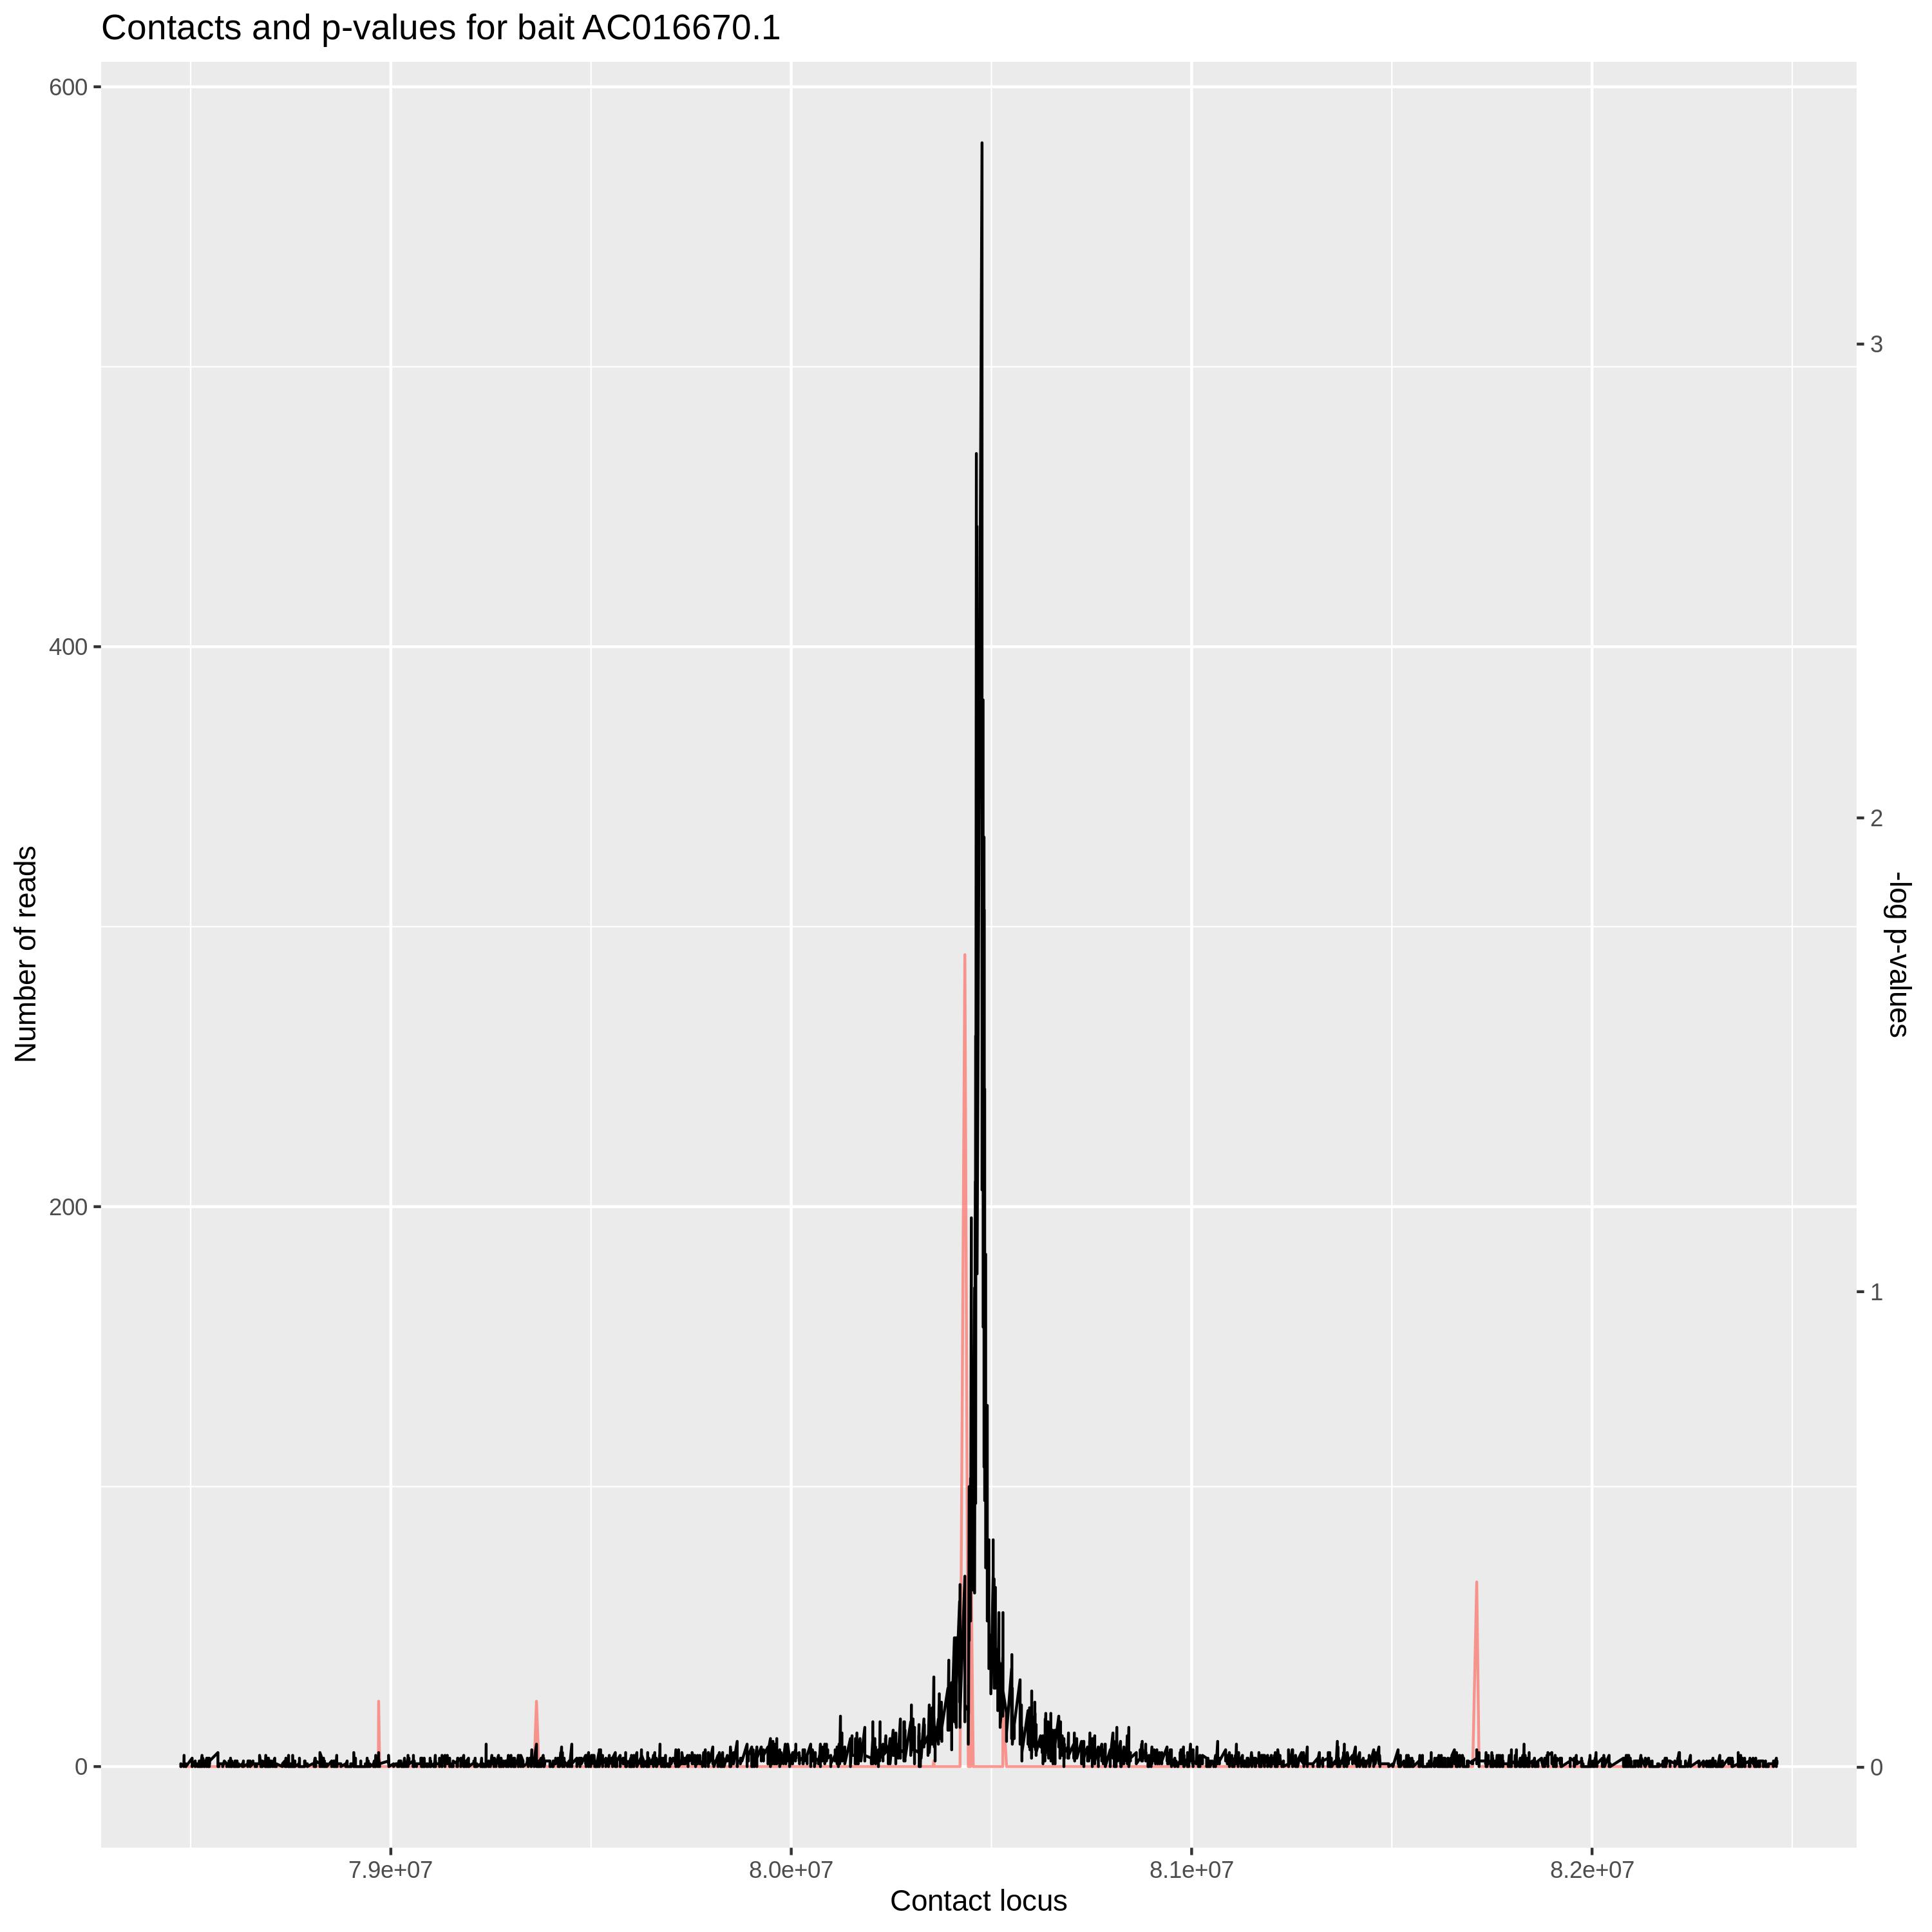 Contacts and p-values for bait AC016670.1
600
400
200
0
Number of reads
3
2
1
0
-log p-values
7.9e+07
8.0e+07
8.1e+07
8.2e+07
Contact locus